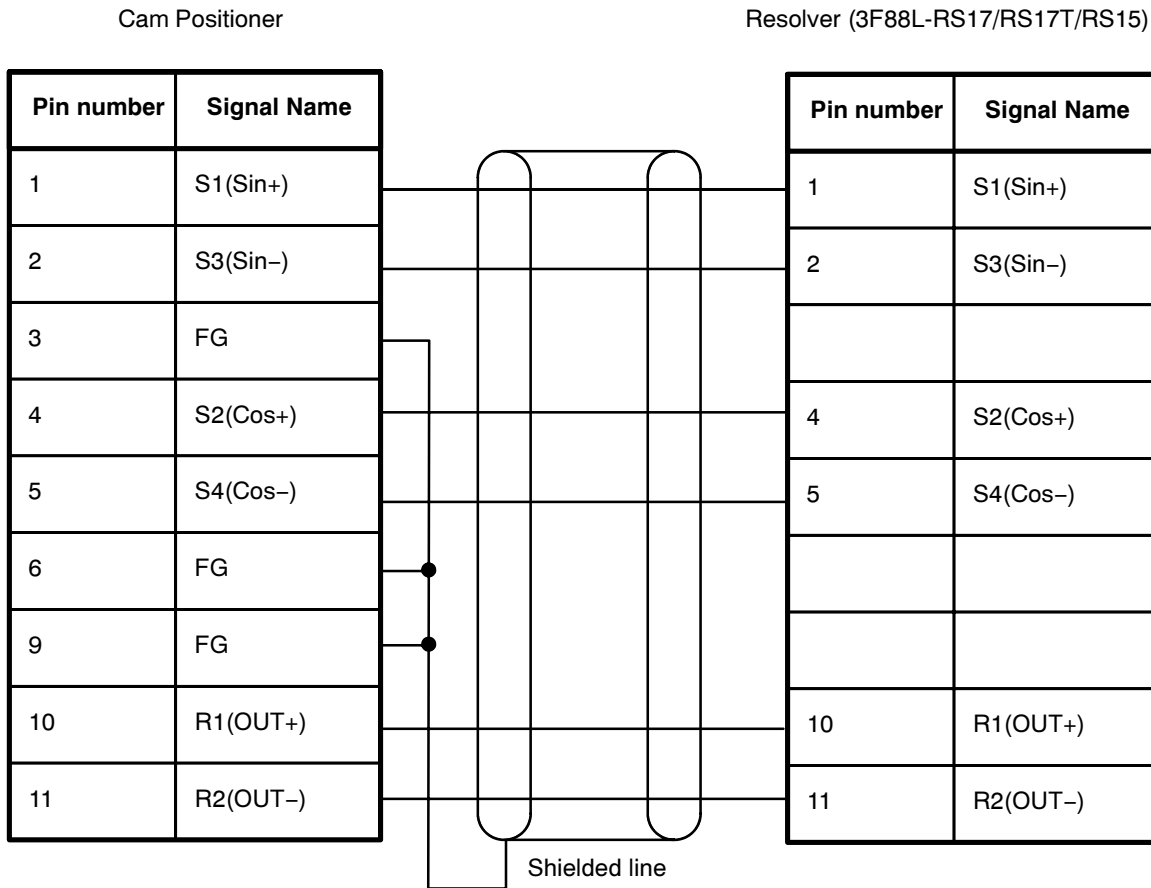 Cam Positioner
Resolver (3F88L-RS17/RS17T/RS15)
Pin number Signal Name
1 S1(Sin+)
2 S3(Sin−)
3 FG
4 S2(Cos+)
5 S4(Cos−)
6 FG
9 FG
10 R1(OUT+)
11 R2(OUT−)
Pin number Signal Name
1 S1(Sin+)
2 S3(Sin−)
4 S2(Cos+)
5 S4(Cos−)
10 R1(OUT+)
11 R2(OUT−)
Shielded line